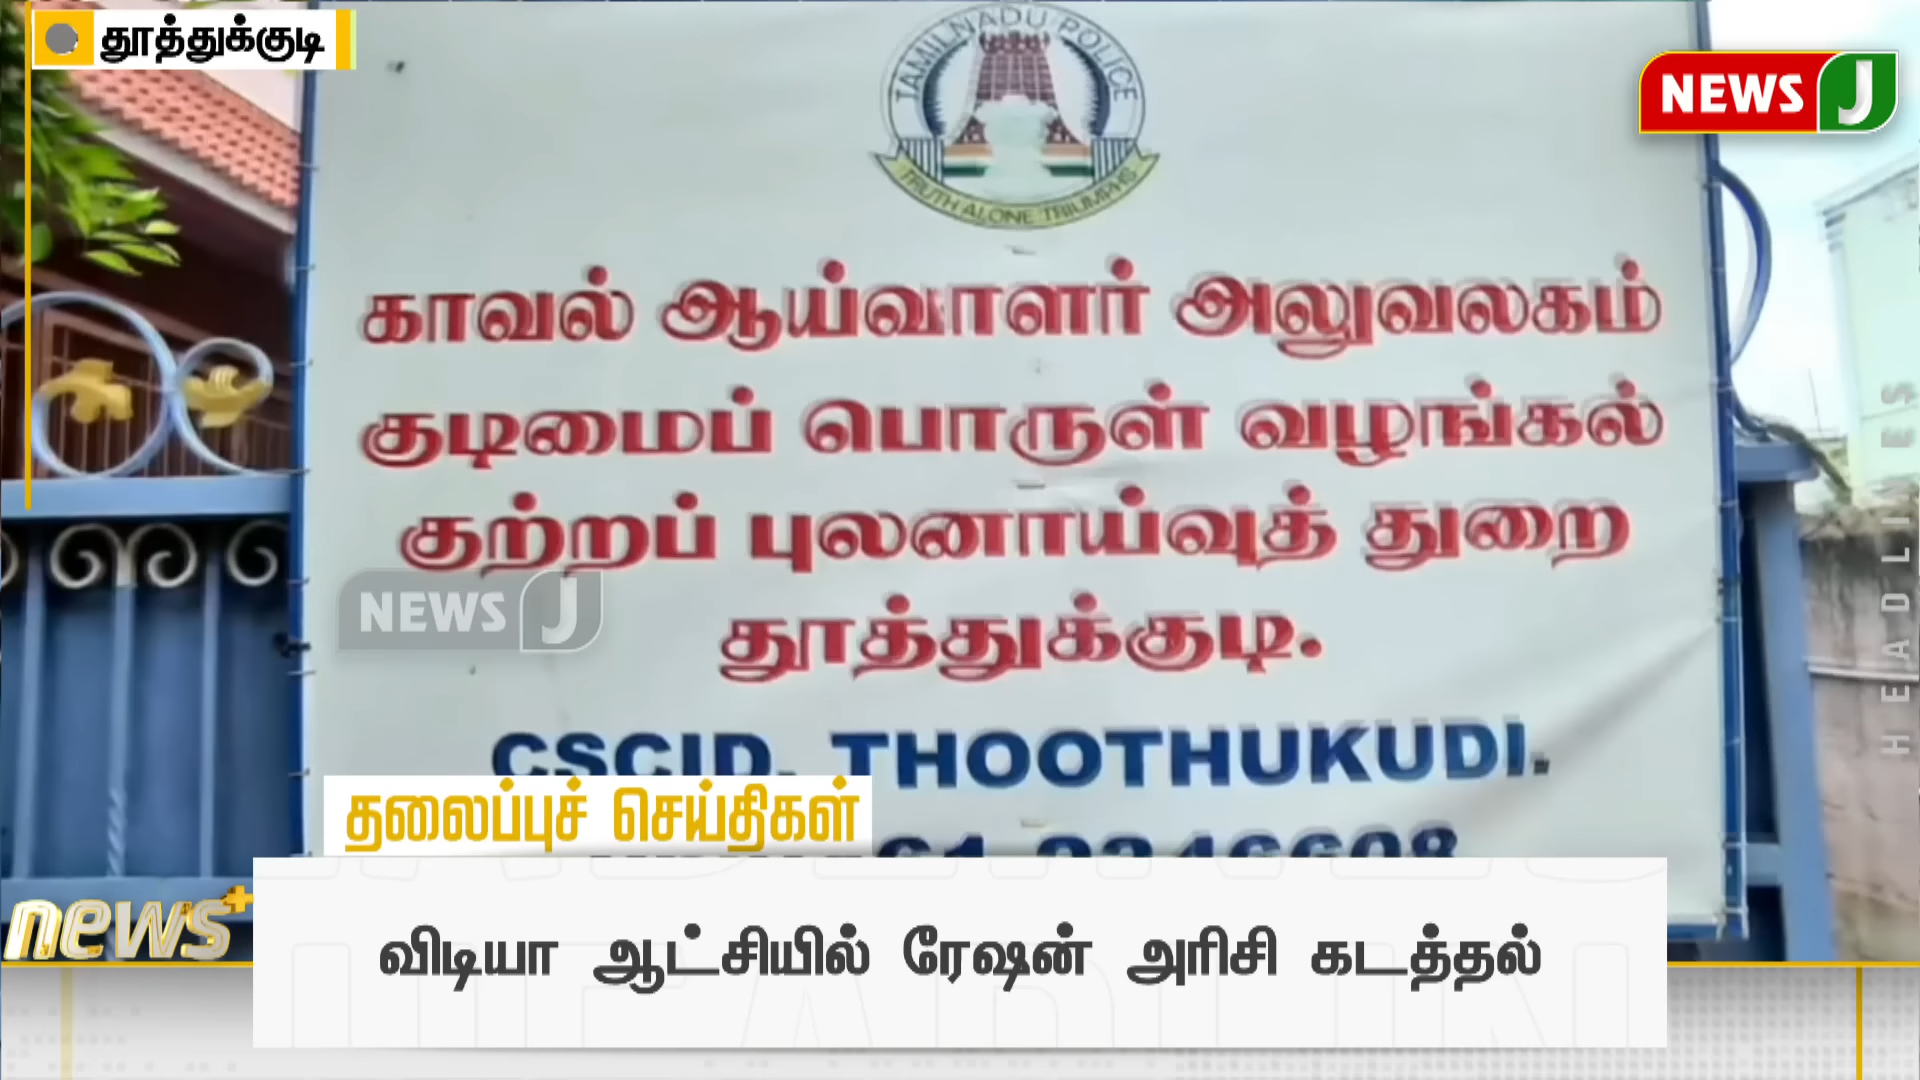 தூத்துக்குடி
NEWS J
TAMILNADU POLICE
TRUTH ALONE TRIUMPHS
காவல் ஆய்வாளர் அலுவலகம்
குடிமைப் பொருள் வழங்கல்
குற்றப் புலனாய்வுத் துறை
NEWS J
தூத்துக்குடி.
CSCID, THOOTHUKUDI.
தலைப்புச் செய்திகள்
விடியா ஆட்சியில் ரேஷன் அரிசி கடத்தல்
news+
HEADLINES